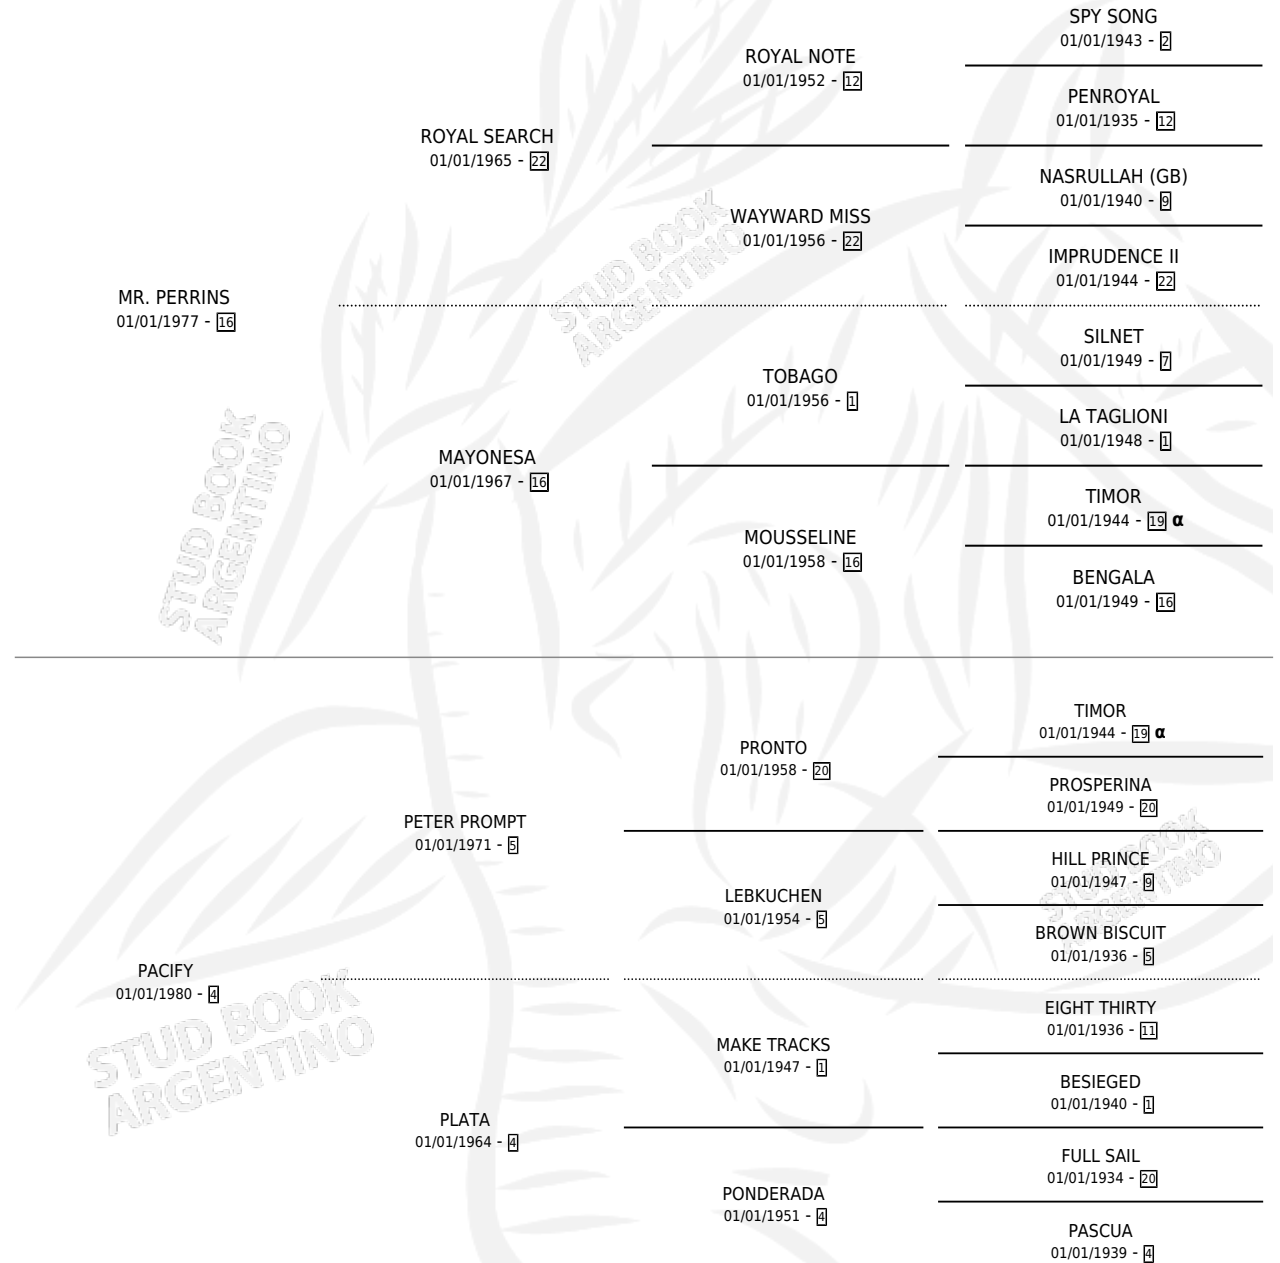 SPY SONG
01/01/1943 - 2
ROYAL NOTE
01/01/1952 - 12
PENROYAL
01/01/1935 - 12
ROYAL SEARCH
01/01/1965 - 22
NASRULLAH (GB)
01/01/1940 - 9
WAYWARD MISS
01/01/1956 - 22
IMPRUDENCE II
01/01/1944 - 22
MR. PERRINS
01/01/1977 - 16
SILNET
01/01/1949 - 7
TOBAGO
01/01/1956 - 1
LA TAGLIONI
01/01/1948 - 1
MAYONESA
01/01/1967 - 16
TIMOR
01/01/1944 - 19 α
MOUSSELINE
01/01/1958 - 16
BENGALA
01/01/1949 - 16
TIMOR
01/01/1944 - 19 α
PRONTO
01/01/1958 - 20
PROSPERINA
01/01/1949 - 20
PETER PROMPT
01/01/1971 - 5
HILL PRINCE
01/01/1947 - 9
LEBKUCHEN
01/01/1954 - 5
BROWN BISCUIT
01/01/1936 - 5
PACIFY
01/01/1980 - 4
EIGHT THIRTY
01/01/1936 - 11
MAKE TRACKS
01/01/1947 - 1
BESIEGED
01/01/1940 - 1
PLATA
01/01/1964 - 4
FULL SAIL
01/01/1934 - 20
PONDERADA
01/01/1951 - 4
PASCUA
01/01/1939 - 4
STUD BOOK
ARGENTINO
STUD BOOK
ARGENTINO
STUD BOOK
ARGENTINO
STUD BOOK
ARGENTINO